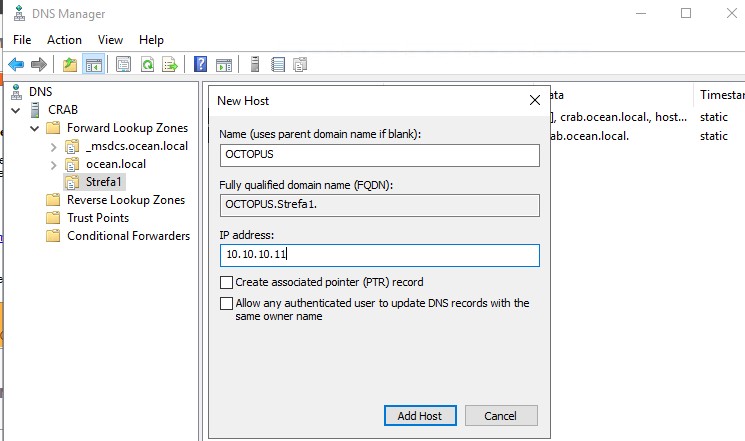 DNS Manager
File Action View Help
DNS
CRAB
Forward Lookup Zones
_msdcs.ocean.local
ocean.local
Strefa1
Reverse Lookup Zones
Trust Points
Conditional Forwarders
New Host
Name (uses parent domain name if blank):
OCTOPUS
Fully qualified domain name (FQDN):
OCTOPUS.Strefa1.
IP address:
10.10.10.11
Create associated pointer (PTR) record
Allow any authenticated user to update DNS records with the
same owner name
Add Host Cancel
ata Timestar
], crab.ocean.local., host... static
ab.ocean.local. static